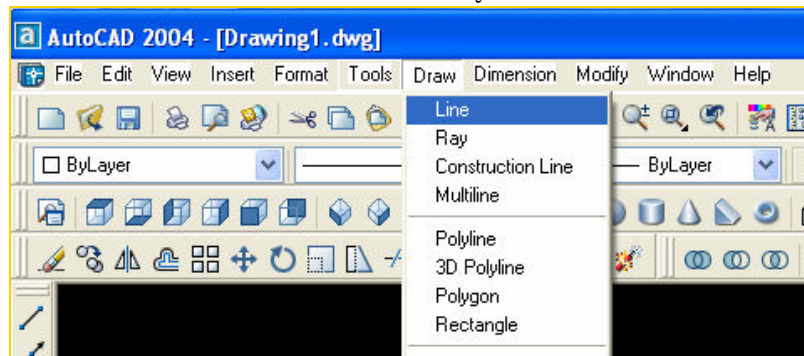 AutoCAD 2004 - [Drawing1.dwg]
File Edit View Insert Format Tools Draw Dimension Modify Window Help
Line
Ray
ByLayer
Construction Line
ByLayer
Multiline
Polyline
3D Polyline
Polygon
Rectangle